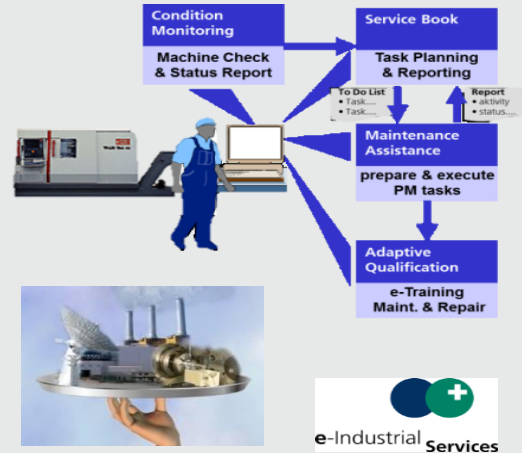 Condition
Monitoring
Machine Check
& Status Report
Service Book
Task Planning
& Reporting
To Do List
• Task....
• Task....
Report
• aktivity
• status....
Maintenance
Assistance
prepare & execute
PM tasks
Adaptive
Qualification
e-Training
Maint. & Repair
e-Industrial
Services